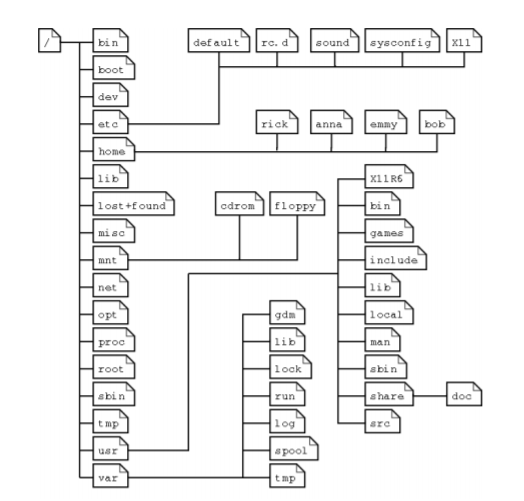 / bin default rc.d sound sysconfig X11
boot
dev
etc rick anna emmy bob
home
lib X11R6
lost+found cdrom floppy bin
misc games
mnt include
net lib
opt gdm local
proc lib man
root lock sbin
sbin run share doc
tmp log src
usr spool
var tmp